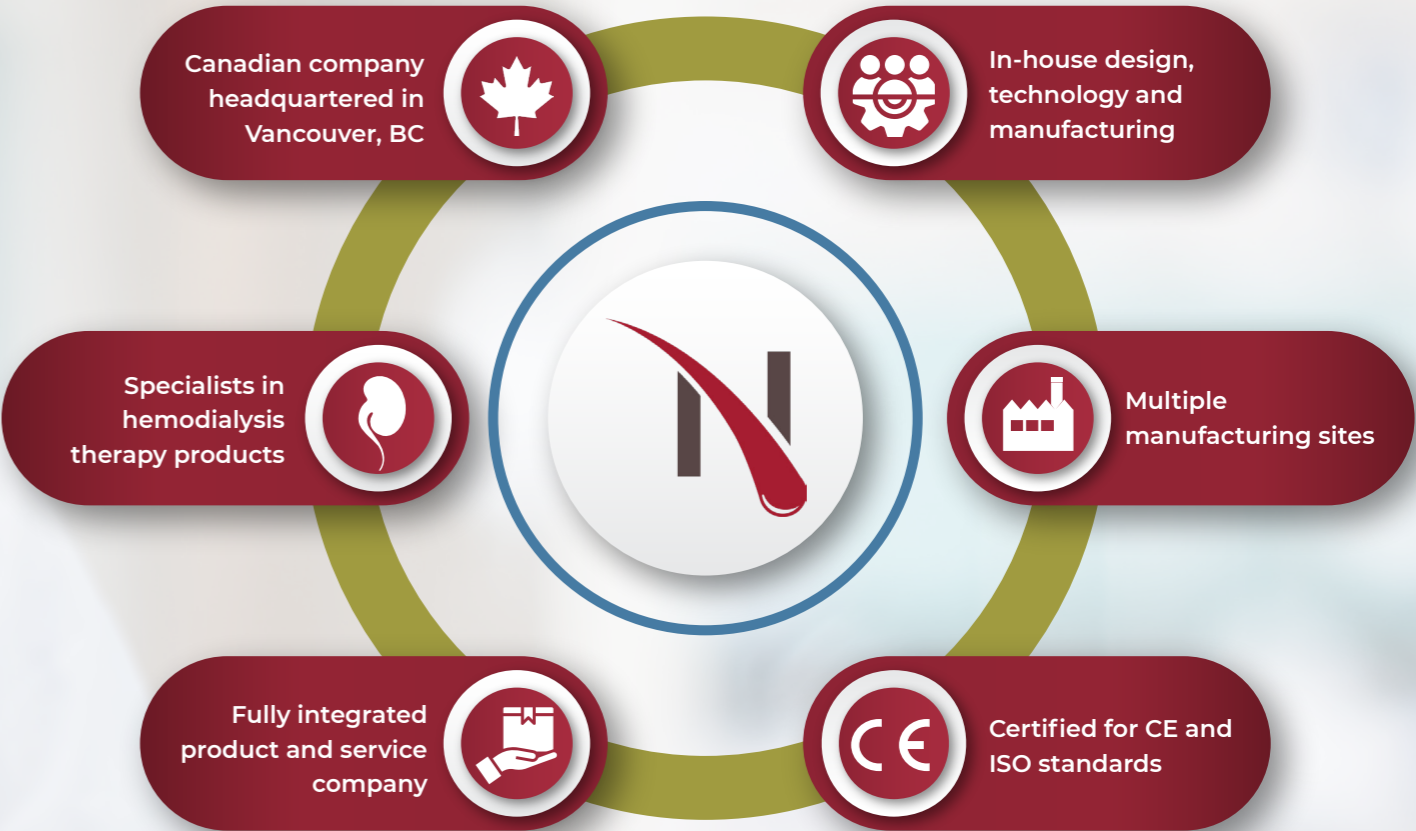 Canadian company
headquartered in
Vancouver, BC
In-house design,
technology and
manufacturing
Specialists in
hemodialysis
therapy products
N
Multiple
manufacturing sites
Fully integrated
product and service
company
CE
Certified for CE and
ISO standards